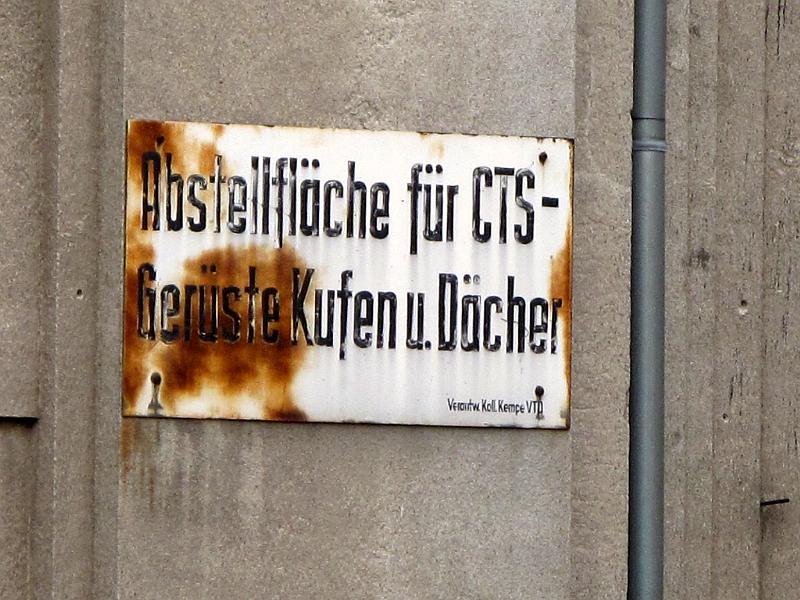 Abstellfläche für CTS-
Gerüste Kufen u. Dächer
Verantw. Koll. Kempe VTD